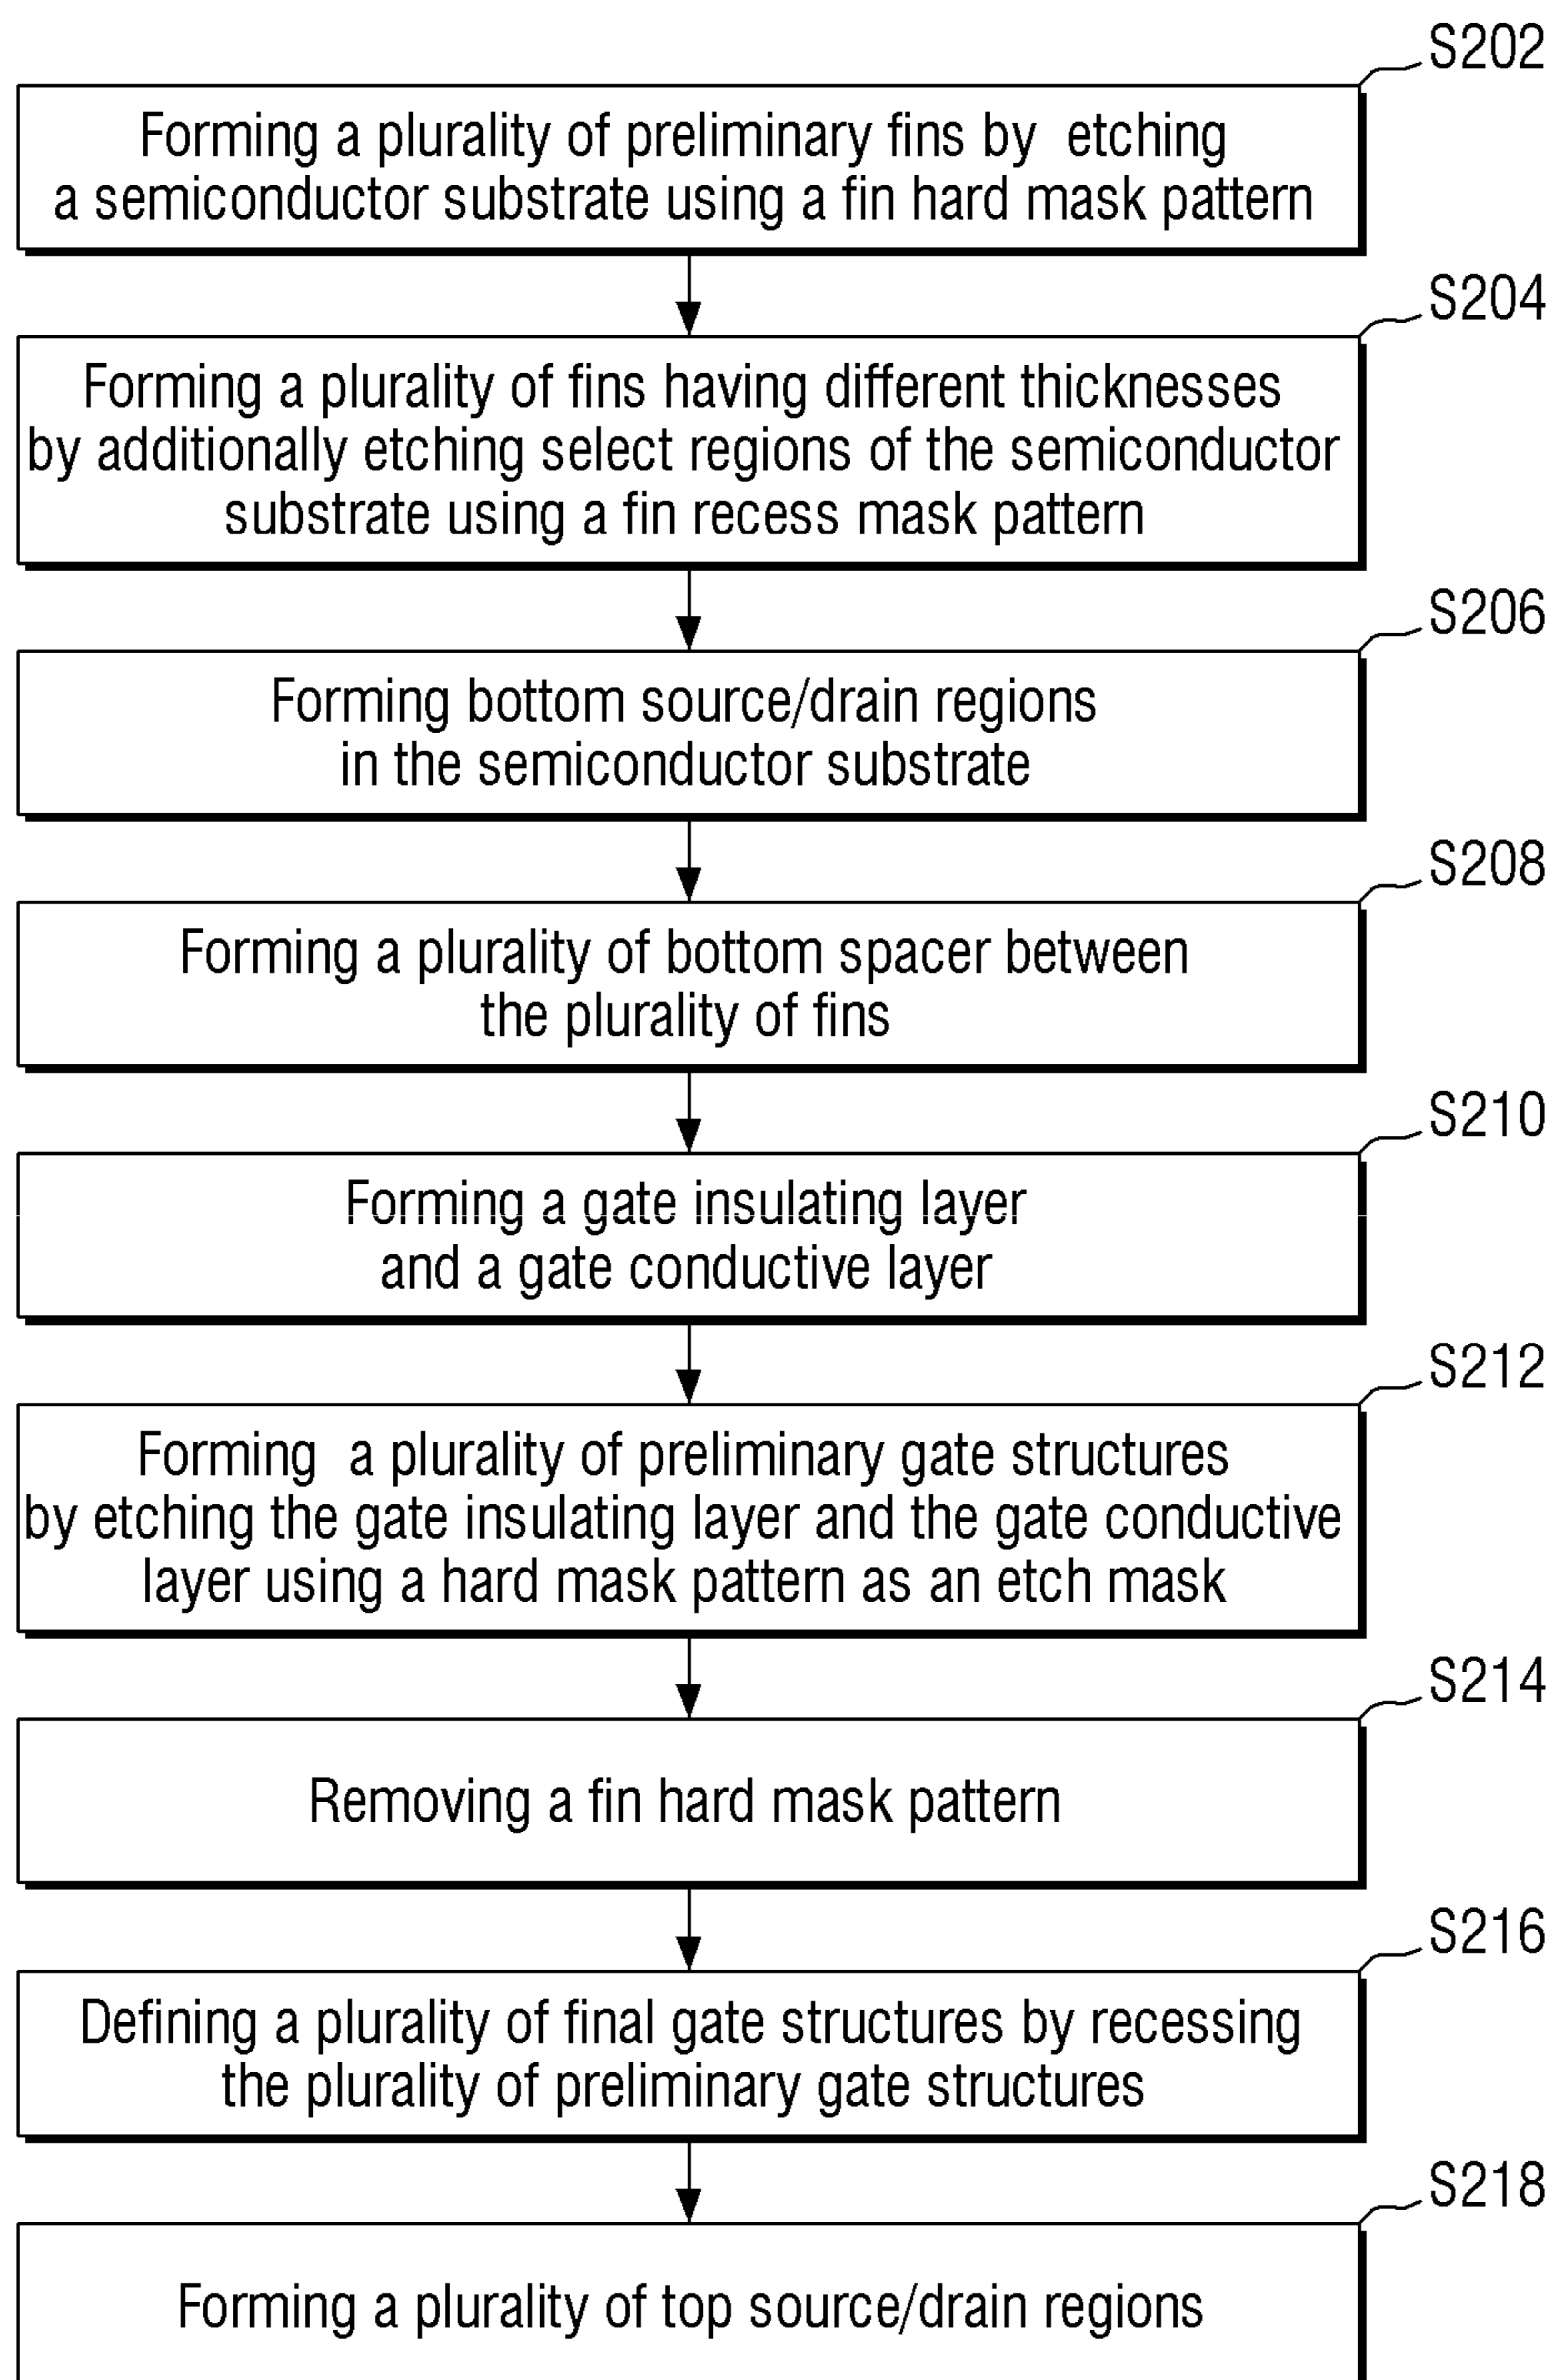 S202
Forming a plurality of preliminary fins by etching
a semiconductor substrate using a fin hard mask pattern
S204
Forming a plurality of fins having different thicknesses
by additionally etching select regions of the semiconductor
substrate using a fin recess mask pattern
S206
Forming bottom source/drain regions
in the semiconductor substrate
S208
Forming a plurality of bottom spacer between
the plurality of fins
S210
Forming a gate insulating layer
and a gate conductive layer
S212
Forming a plurality of preliminary gate structures
by etching the gate insulating layer and the gate conductive
layer using a hard mask pattern as an etch mask
S214
Removing a fin hard mask pattern
S216
Defining a plurality of final gate structures by recessing
the plurality of preliminary gate structures
S218
Forming a plurality of top source/drain regions